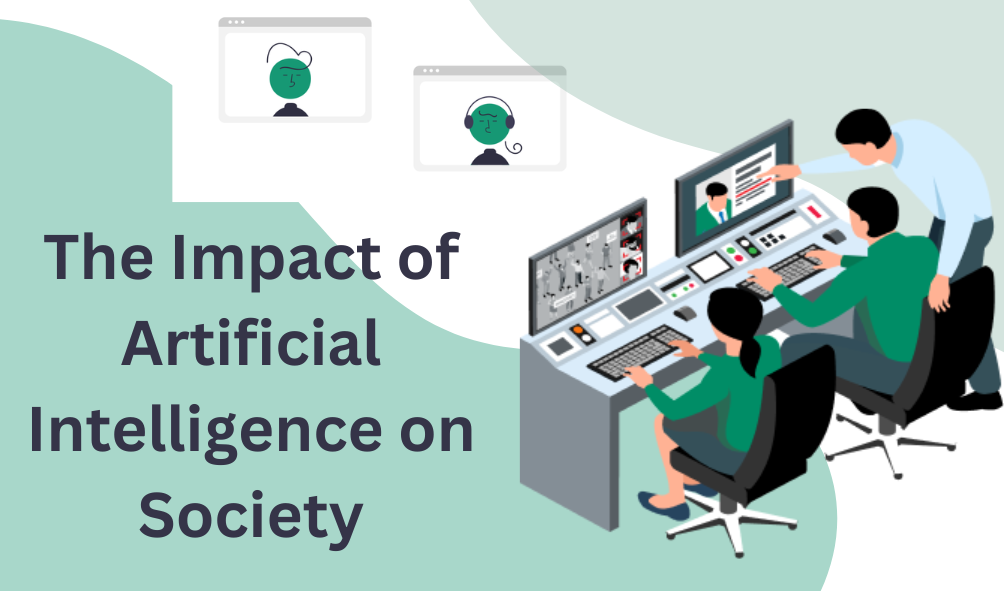 The Impact of
Artificial
Intelligence on
Society